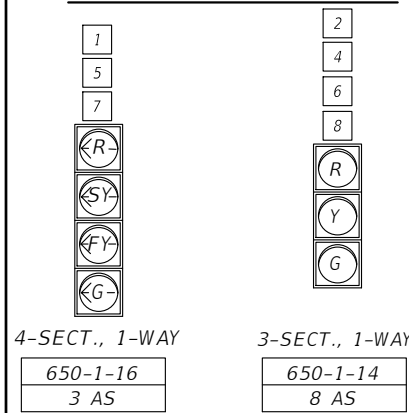 1
5
7
R
SY
FY
G
4-SECT., 1-WAY
650-1-16
3 AS
2
4
6
8
R
Y
G
3-SECT., 1-WAY
650-1-14
8 AS